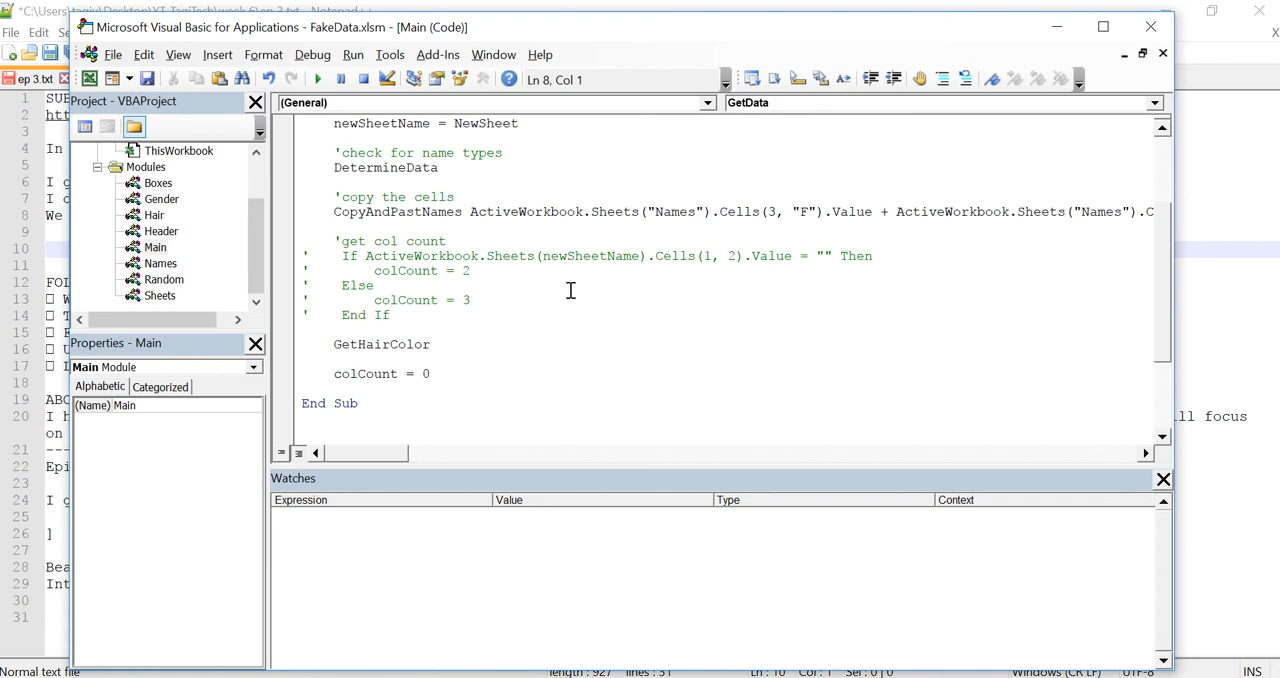 *C:\Users\tagju\Desktop\YT-TagiTech\week 6\ep 3.txt - Notepad++
Microsoft Visual Basic for Applications - FakeData.xlsm - [Main (Code)]
File Edit
X
File Edit View Insert Format Debug Run Tools Add-Ins Window Help
Ln 8, Col 1
ep 3.txt
Project - VBAProject
(General)
GetData
ThisWorkbook
Modules
Boxes
Gender
Hair
Header
Main
Names
Random
Sheets
Properties - Main
Main Module
Alphabetic Categorized
(Name) Main
newSheetName = NewSheet
'check for name types
DetermineData
'copy the cells
CopyAndPastNames ActiveWorkbook.Sheets("Names").Cells(3, "F").Value + ActiveWorkbook.Sheets("Names").C
'get col count
' If ActiveWorkbook.Sheets(newSheetName).Cells(1, 2).Value = "" Then
' colCount = 2
' Else
' colCount = 3
' End If
GetHairColor
colCount = 0
End Sub
Watches
Expression Value Type Context
1 SUB
2 htt
3
4 In
5
6 I g
7 I
8 We
9
10
11
12 FOL
13
14
15
16
17
18
19 ABO
20 I h
ll focus
on
21 ---
22 Epi
23
24 I g
25
26 ]
27
28 Bea
29 Int
30
31
Normal text file
length : 927 lines : 31
Ln : 10 Col : 1 Sel : 0 | 0
Windows (CR LF)
UTF-8
INS